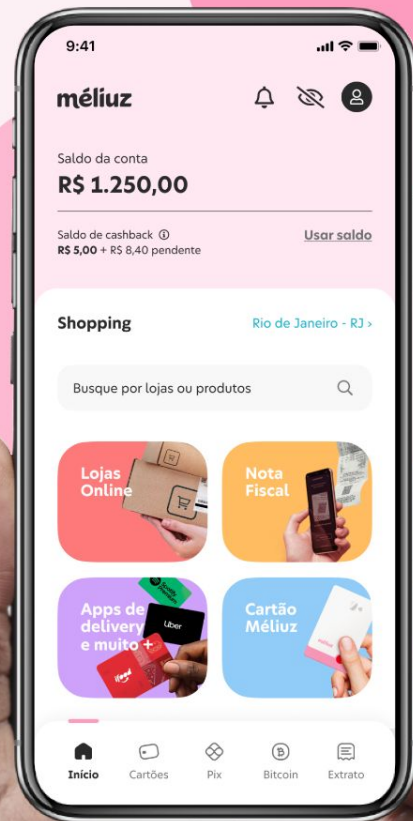 9:41
méliuz
Saldo da conta
R$ 1.250,00
Saldo de cashback
Usar saldo
R$ 5,00 + R$ 8,40 pendente
Shopping
Rio de Janeiro - RJ ›
Busque por lojas ou produtos
Lojas
Online
Nota
Fiscal
Apps de
delivery
e muito +
Spotify
Premium
Uber
ifood
Cartão
Méliuz
méliuz
Início
Cartões
Pix
Bitcoin
Extrato